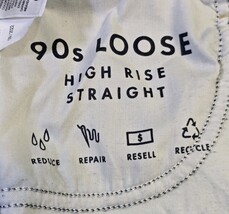 90s LOOSE
HIGH RISE
STRAIGHT
$
REDUCE REPAIR RESELL RECYCLE